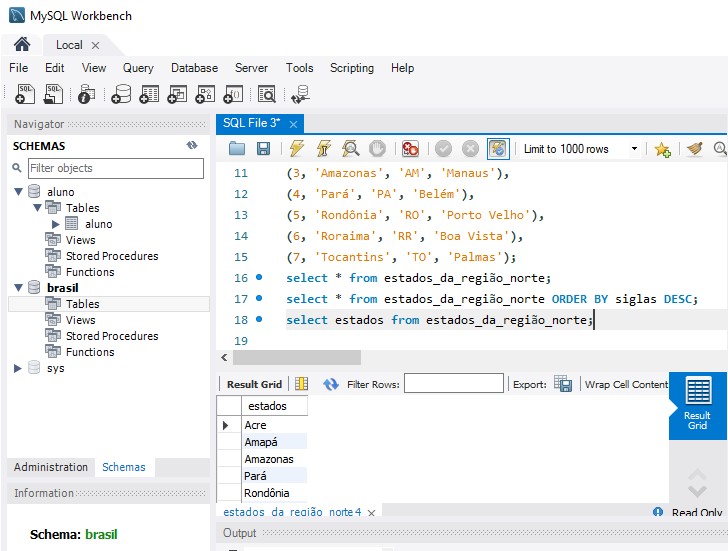 MySQL Workbench
Local
File Edit View Query Database Server Tools Scripting Help
Navigator
SCHEMAS
Filter objects
aluno
Tables
aluno
Views
Stored Procedures
Functions
brasil
Tables
Views
Stored Procedures
Functions
sys
Administration Schemas
Information
Schema: brasil
SQL File 3*
Limit to 1000 rows
11 (3, 'Amazonas', 'AM', 'Manaus'),
12 (4, 'Pará', 'PA', 'Belém'),
13 (5, 'Rondônia', 'RO', 'Porto Velho'),
14 (6, 'Roraima', 'RR', 'Boa Vista'),
15 (7, 'Tocantins', 'TO', 'Palmas');
16 select * from estados_da_região_norte;
17 select * from estados_da_região_norte ORDER BY siglas DESC;
18 select estados from estados_da_região_norte;
19
Result Grid Filter Rows: Export: Wrap Cell Content
estados
Acre
Amapá
Amazonas
Pará
Rondônia
Result
Grid
estados_da_região_norte 4
Read Only
Output